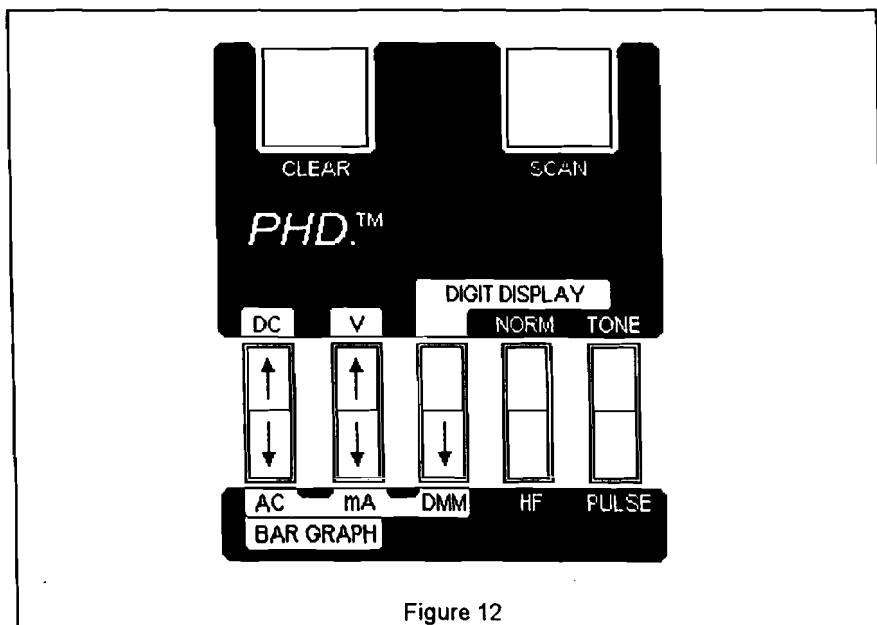 CLEAR SCAN
PHD.™
DIGIT DISPLAY
DC V NORM TONE
AC mA DMM HF PULSE
BAR GRAPH
Figure 12